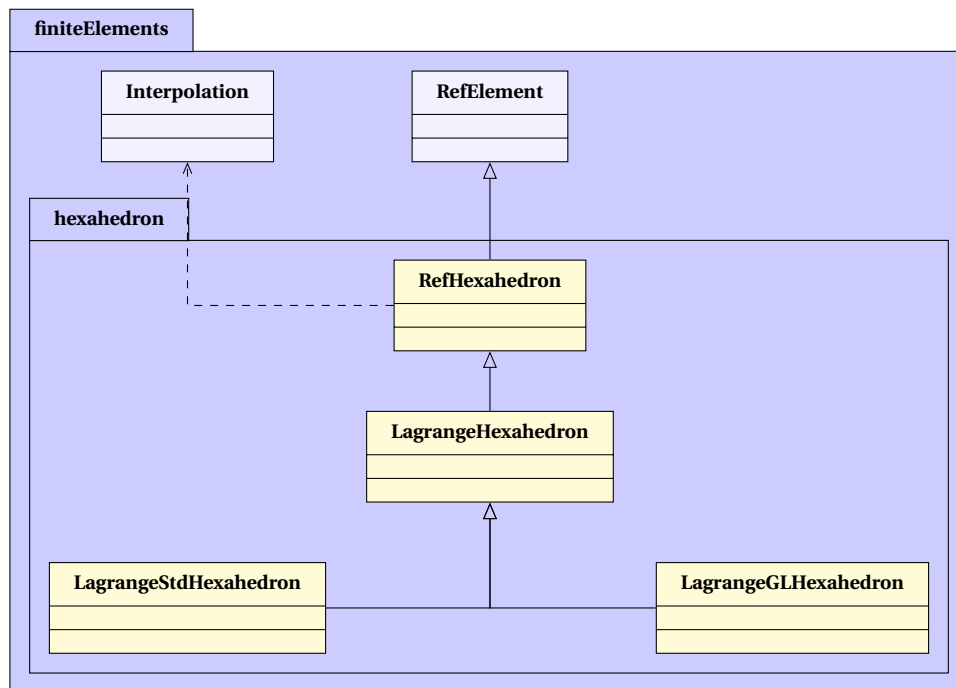 finiteElements
Interpolation
RefElement
hexahedron
RefHexahedron
LagrangeHexahedron
LagrangeStdHexahedron
LagrangeGLHexahedron